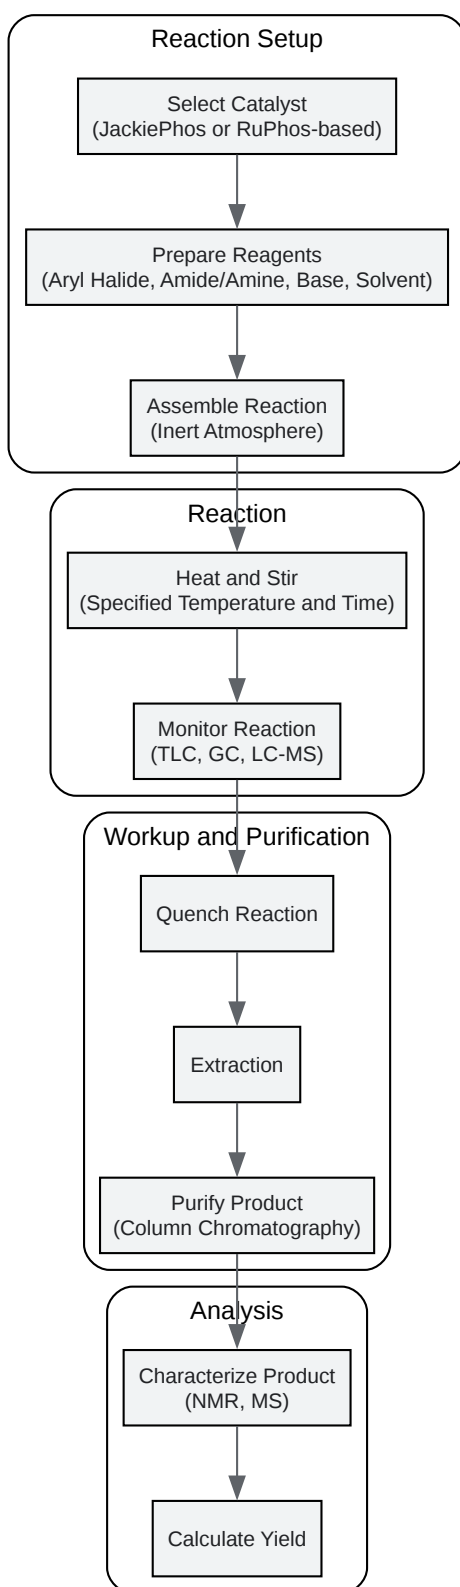 Reaction Setup
Select Catalyst
(JackiePhos or RuPhos-based)
Prepare Reagents
(Aryl Halide, Amide/Amine, Base, Solvent)
Assemble Reaction
(Inert Atmosphere)
Reaction
Heat and Stir
(Specified Temperature and Time)
Monitor Reaction
(TLC, GC, LC-MS)
Workup and Purification
Quench Reaction
Extraction
Purify Product
(Column Chromatography)
Analysis
Characterize Product
(NMR, MS)
Calculate Yield